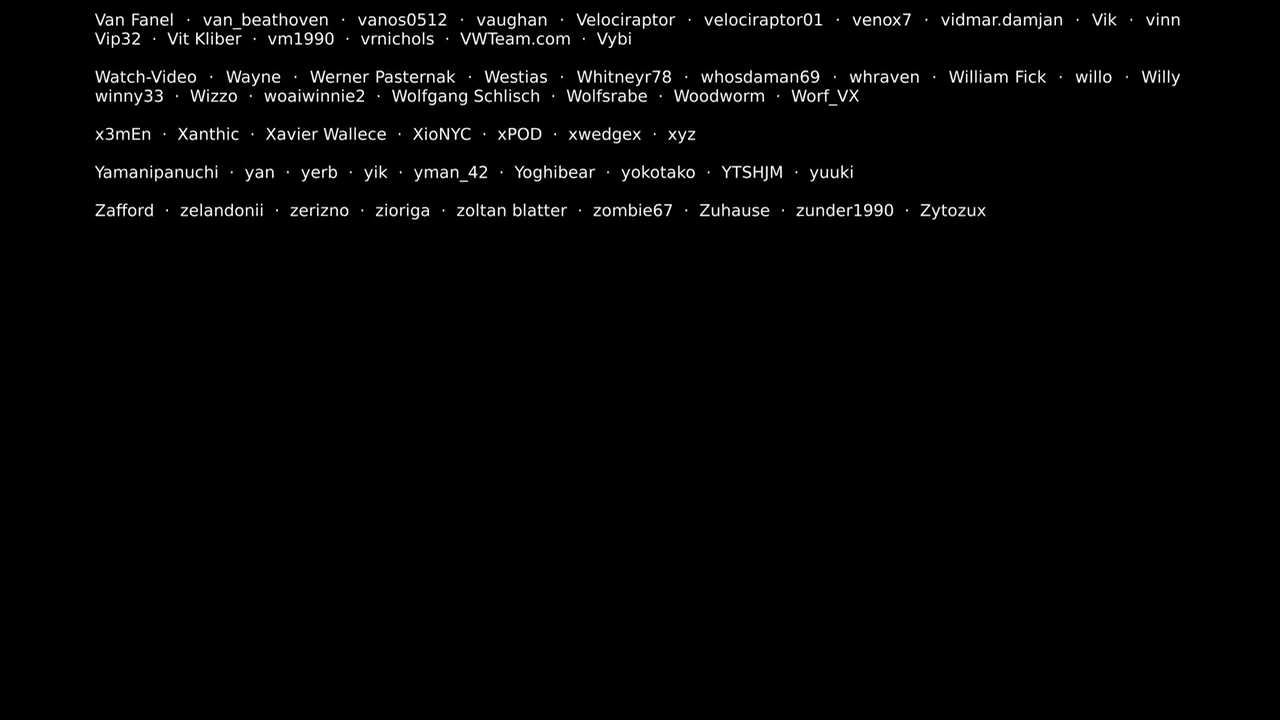 Van Fanel · van_beathoven · vanos0512 · vaughan · Velociraptor · velociraptor01 · venox7 · vidmar.damjan · Vik · vinn
Vip32 · Vit Kliber · vm1990 · vrnichols · VWTeam.com · Vybi
Watch-Video · Wayne · Werner Pasternak · Westias · Whitneyr78 · whosdaman69 · whraven · William Fick · willo · Willy
winny33 · Wizzo · woaiwinnie2 · Wolfgang Schlisch · Wolfsrabe · Woodworm · Worf_VX
x3mEn · Xanthic · Xavier Wallece · XioNYC · xPOD · xwedgex · xyz
Yamanipanuchi · yan · yerb · yik · yman_42 · Yoghibear · yokotako · YTSHJM · yuuki
Zafford · zelandonii · zerizno · zioriga · zoltan blatter · zombie67 · Zuhause · zunder1990 · Zytozux